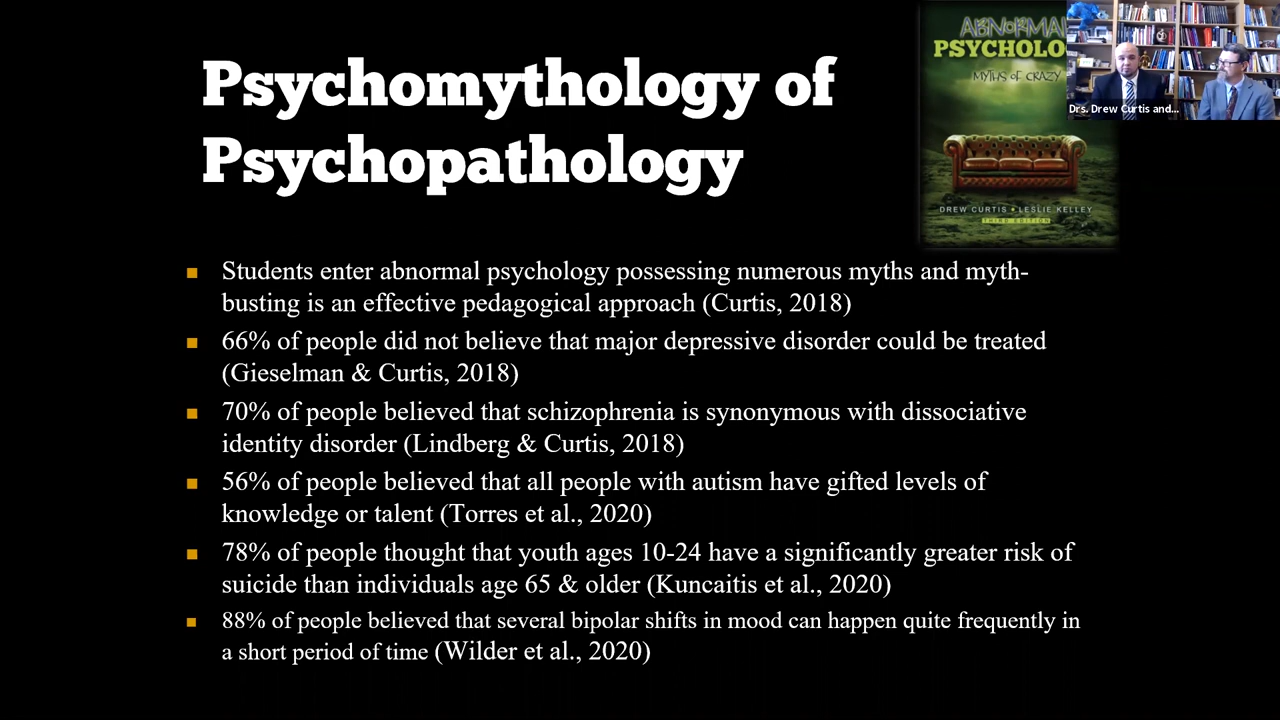 Psychomythology of
Psychopathology
ABNORMAL
PSYCHOLO
MYTHS OF CRAZY
DREW CURTIS • LESLIE KELLEY
THIRD EDITION
Drs. Drew Curtis and...
■ Students enter abnormal psychology possessing numerous myths and myth-
busting is an effective pedagogical approach (Curtis, 2018)
■ 66% of people did not believe that major depressive disorder could be treated
(Gieselman & Curtis, 2018)
■ 70% of people believed that schizophrenia is synonymous with dissociative
identity disorder (Lindberg & Curtis, 2018)
■ 56% of people believed that all people with autism have gifted levels of
knowledge or talent (Torres et al., 2020)
■ 78% of people thought that youth ages 10-24 have a significantly greater risk of
suicide than individuals age 65 & older (Kuncaitis et al., 2020)
■ 88% of people believed that several bipolar shifts in mood can happen quite frequently in
a short period of time (Wilder et al., 2020)